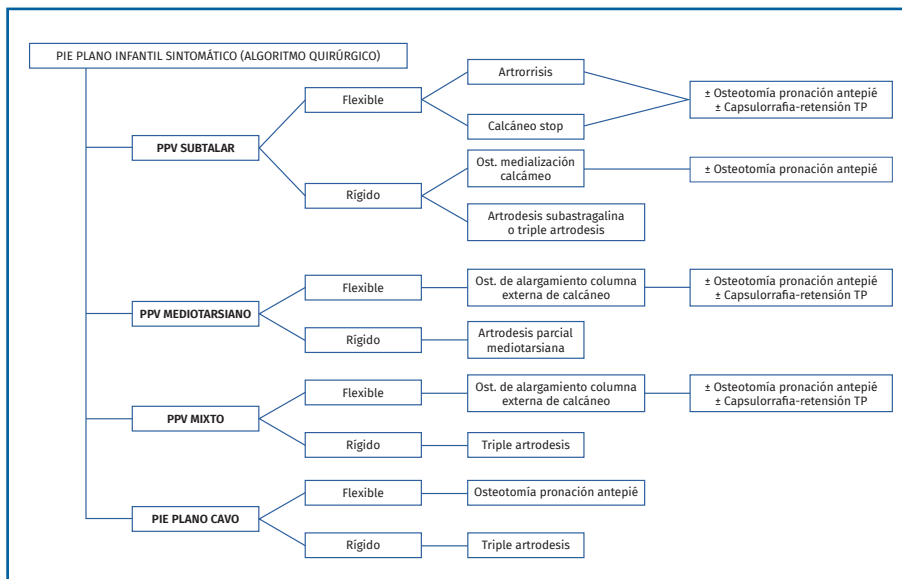 PIE PLANO INFANTIL SINTOMÁTICO (ALGORITMO QUIRÚRGICO)
PPV SUBTALAR
Flexible
Artrorrisis
Calcáneo stop
± Osteotomía pronación antepié
± Capsulorrafia-retensión TP
Rígido
Ost. medialización
calcámeo
± Osteotomía pronación antepié
Artrodesis subastragalina
o triple artrodesis
PPV MEDIOTARSIANO
Flexible
Ost. de alargamiento columna
externa de calcáneo
± Osteotomía pronación antepié
± Capsulorrafia-retensión TP
Rígido
Artrodesis parcial
mediotarsiana
PPV MIXTO
Flexible
Ost. de alargamiento columna
externa de calcáneo
± Osteotomía pronación antepié
± Capsulorrafia-retensión TP
Rígido
Triple artrodesis
PIE PLANO CAVO
Flexible
Osteotomía pronación antepié
Rígido
Triple artrodesis